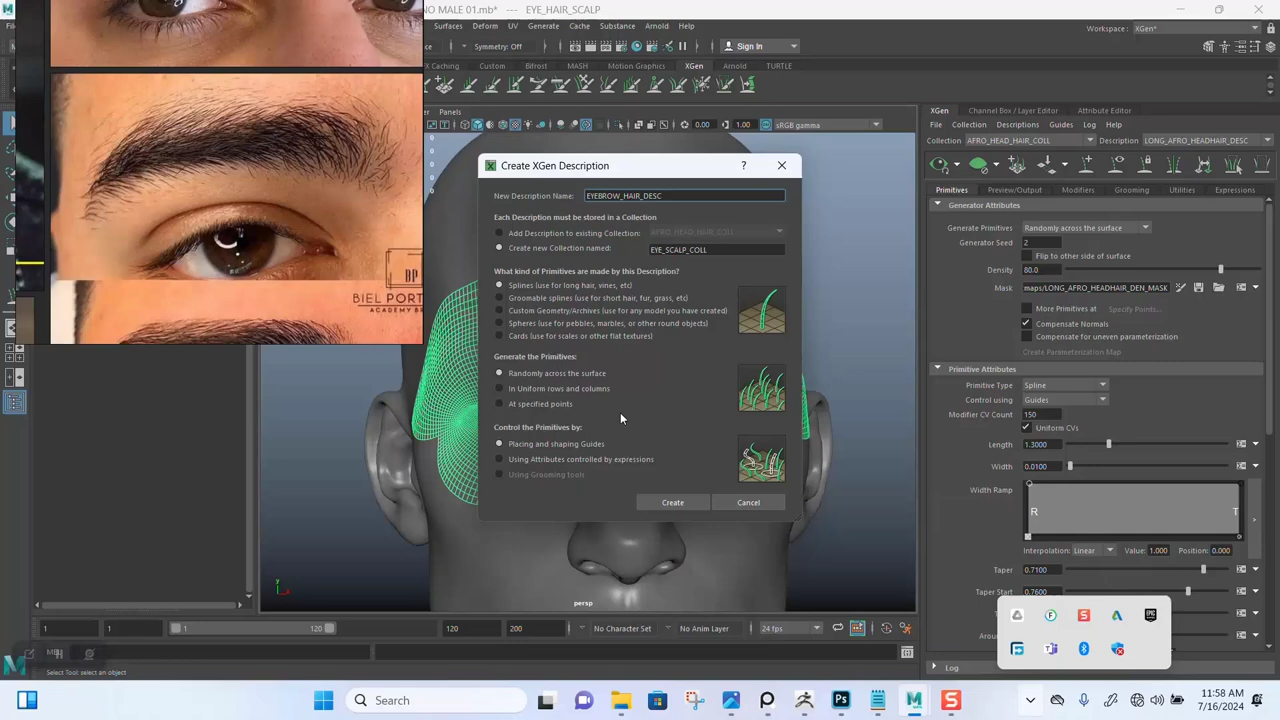 NO MALE 01.mb* - EYE_HAIR_SCALP
Surfaces Deform UV Generate Cache Substance Arnold Help
Workspace: XGen*
Symmetry: Off
Sign In
FX Caching Custom Bifrost MASH Motion Graphics XGen Arnold TURTLE
Panels
0.00 1.00 sRGB gamma
XGen Channel Box / Layer Editor Attribute Editor
File Collection Descriptions Guides Log Help
Collection AFRO_HEAD_HAIR_COLL Description LONG_AFRO_HEADHAIR_DESC
Primitives Preview/Output Modifiers Grooming Utilities Expressions
Generator Attributes
Generate Primitives Randomly across the surface
Generator Seed 2
Flip to other side of surface
Density 80.0
Mask maps/LONG_AFRO_HEADHAIR_DEN_MASK
More Primitives at Specify Points...
Compensate Normals
Compensate for uneven parameterization
Create Parameterization Map
Primitive Attributes
Primitive Type Spline
Control using Guides
Modifier CV Count 150
Uniform CVs
Length 1.3000
Width 0.0100
Width Ramp
R T
Interpolation: Linear Value: 1.000 Position: 0.000
Taper 0.7100
Taper Start 0.7600
Log
Create XGen Description
New Description Name: EYEBROW_HAIR_DESC
Each Description must be stored in a Collection
Add Description to existing Collection: AFRO_HEAD_HAIR_COLL
Create new Collection named: EYE_SCALP_COLL
What kind of Primitives are made by this Description?
Splines (use for long hair, vines, etc)
Groomable splines (use for short hair, fur, grass, etc)
Custom Geometry/Archives (use for any model you have created)
Spheres (use for pebbles, marbles, or other round objects)
Cards (use for scales or other flat textures)
Generate the Primitives:
Randomly across the surface
In Uniform rows and columns
At specified points
Control the Primitives by:
Placing and shaping Guides
Using Attributes controlled by expressions
Using Grooming tools
Create Cancel
BP
BIEL PORT
ACADEMY BR
persp
1 1 1 120 120 200 No Character Set No Anim Layer 24 fps
MEL
Select Tool: select an object
Search
11:58 AM
7/16/2024